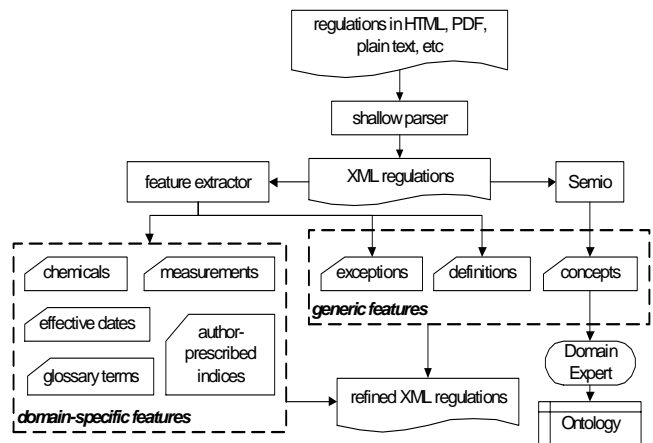 regulations in HTML, PDF,
plain text, etc
shallow parser
feature extractor
XML regulations
Semio
chemicals
measurements
exceptions
definitions
concepts
generic features
effective dates
author-
prescribed
indices
glossary terms
domain-specific features
refined XML regulations
Domain
Expert
Ontology